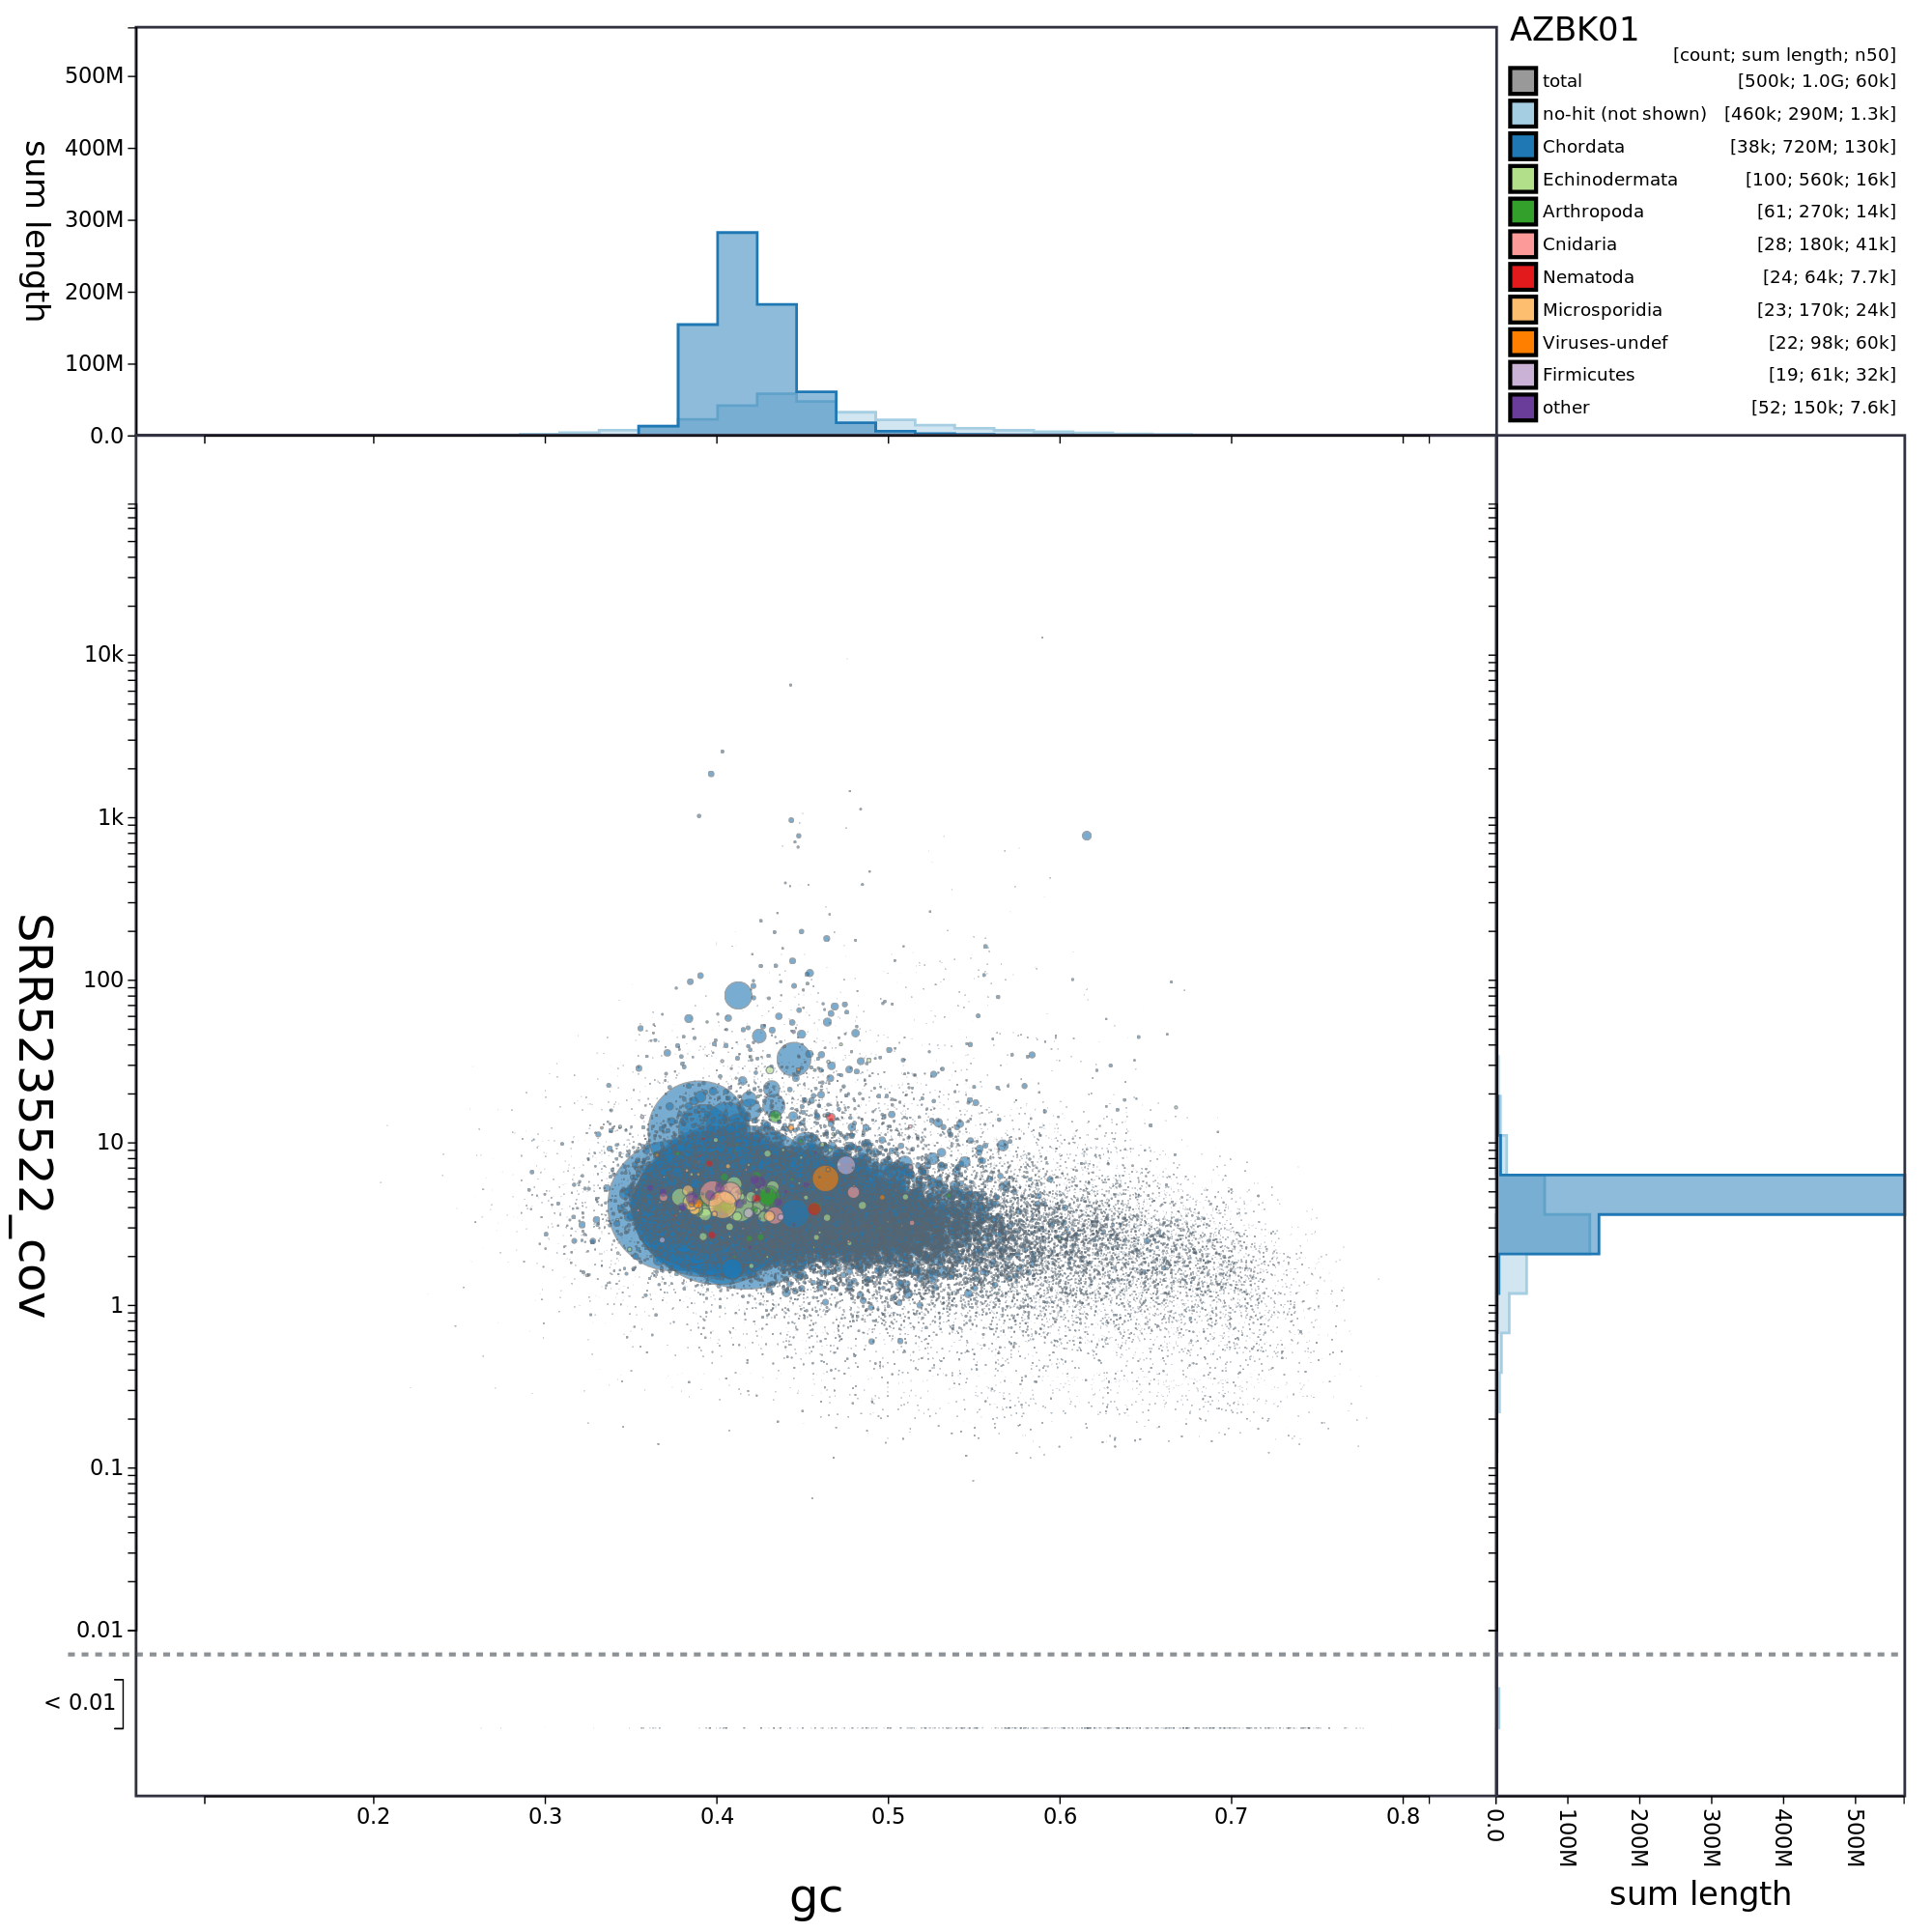 AZBK01
[count; sum length; n50]
total [500k; 1.0G; 60k]
no-hit (not shown) [460k; 290M; 1.3k]
Chordata [38k; 720M; 130k]
Echinodermata [100; 560k; 16k]
Arthropoda [61; 270k; 14k]
Cnidaria [28; 180k; 41k]
Nematoda [24; 64k; 7.7k]
Microsporidia [23; 170k; 24k]
Viruses-undef [22; 98k; 60k]
Firmicutes [19; 61k; 32k]
other [52; 150k; 7.6k]
sum length
500M
400M
300M
200M
100M
0.0
SRR5235522_cov
10k
1k
100
10
1
0.1
0.01
< 0.01
0.2 0.3 0.4 0.5 0.6 0.7 0.8
gc
0.0 100M 200M 300M 400M 500M
sum length